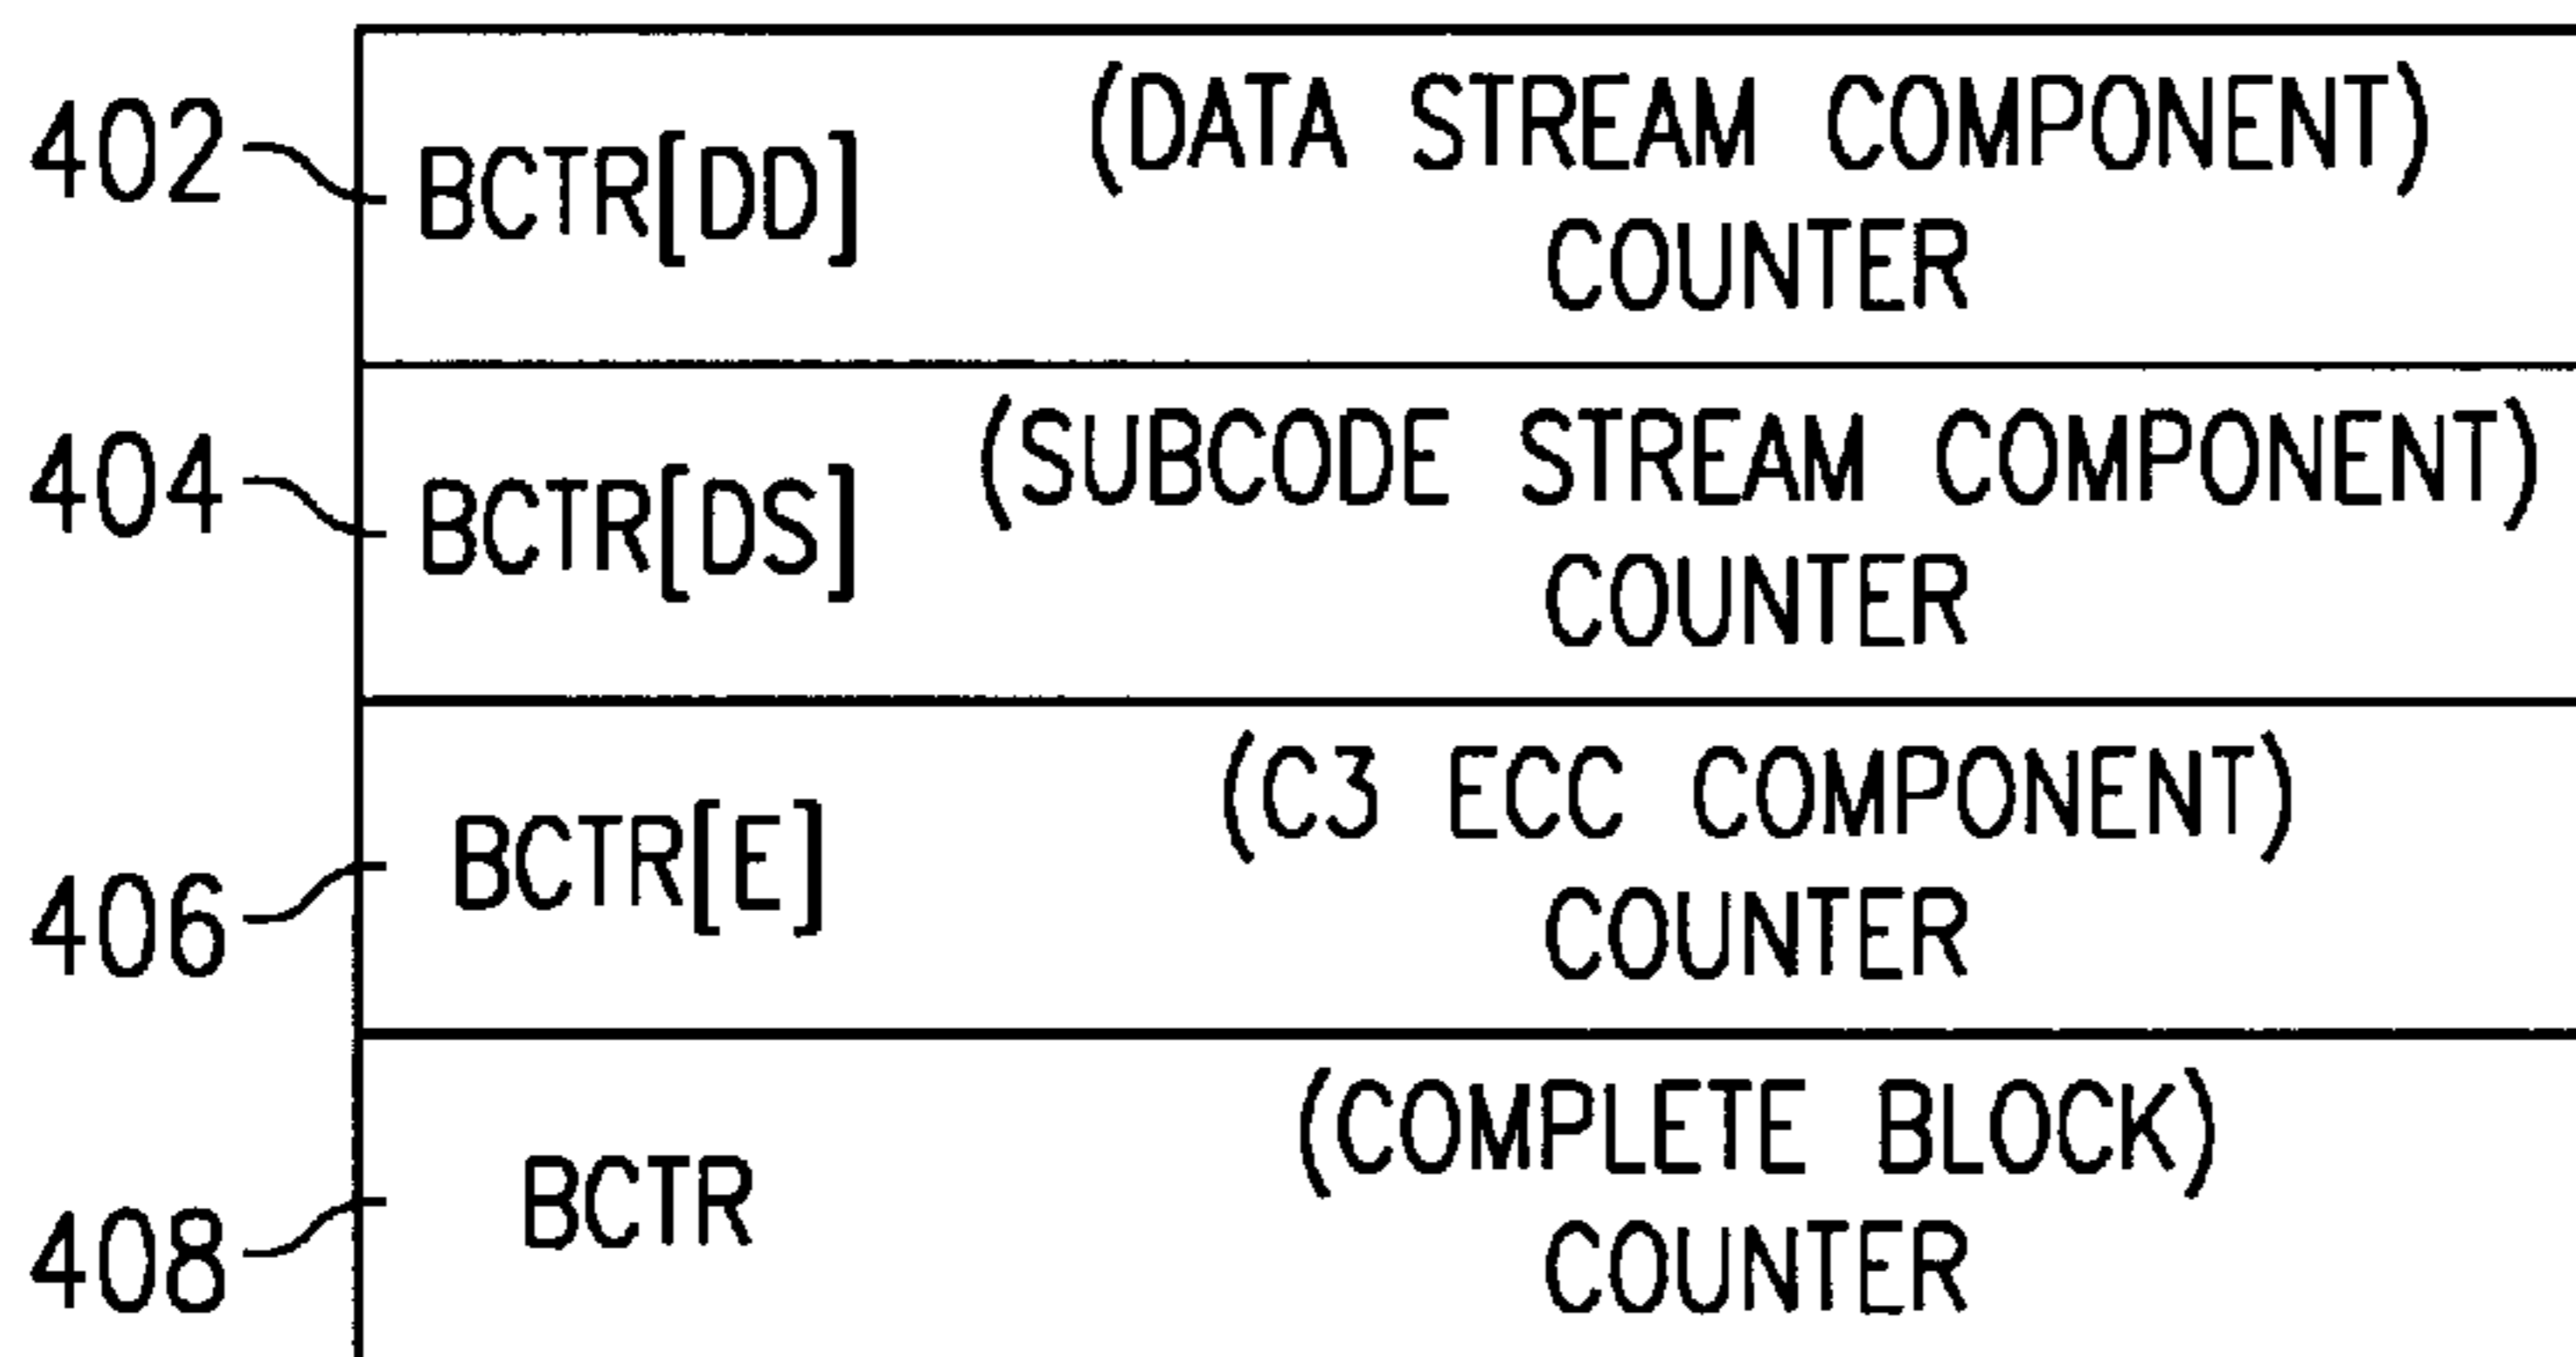 402 BCTR[DD] (DATA STREAM COMPONENT)
COUNTER
404 BCTR[DS] (SUBCODE STREAM COMPONENT)
COUNTER
406 BCTR[E] (C3 ECC COMPONENT)
COUNTER
408 BCTR (COMPLETE BLOCK)
COUNTER